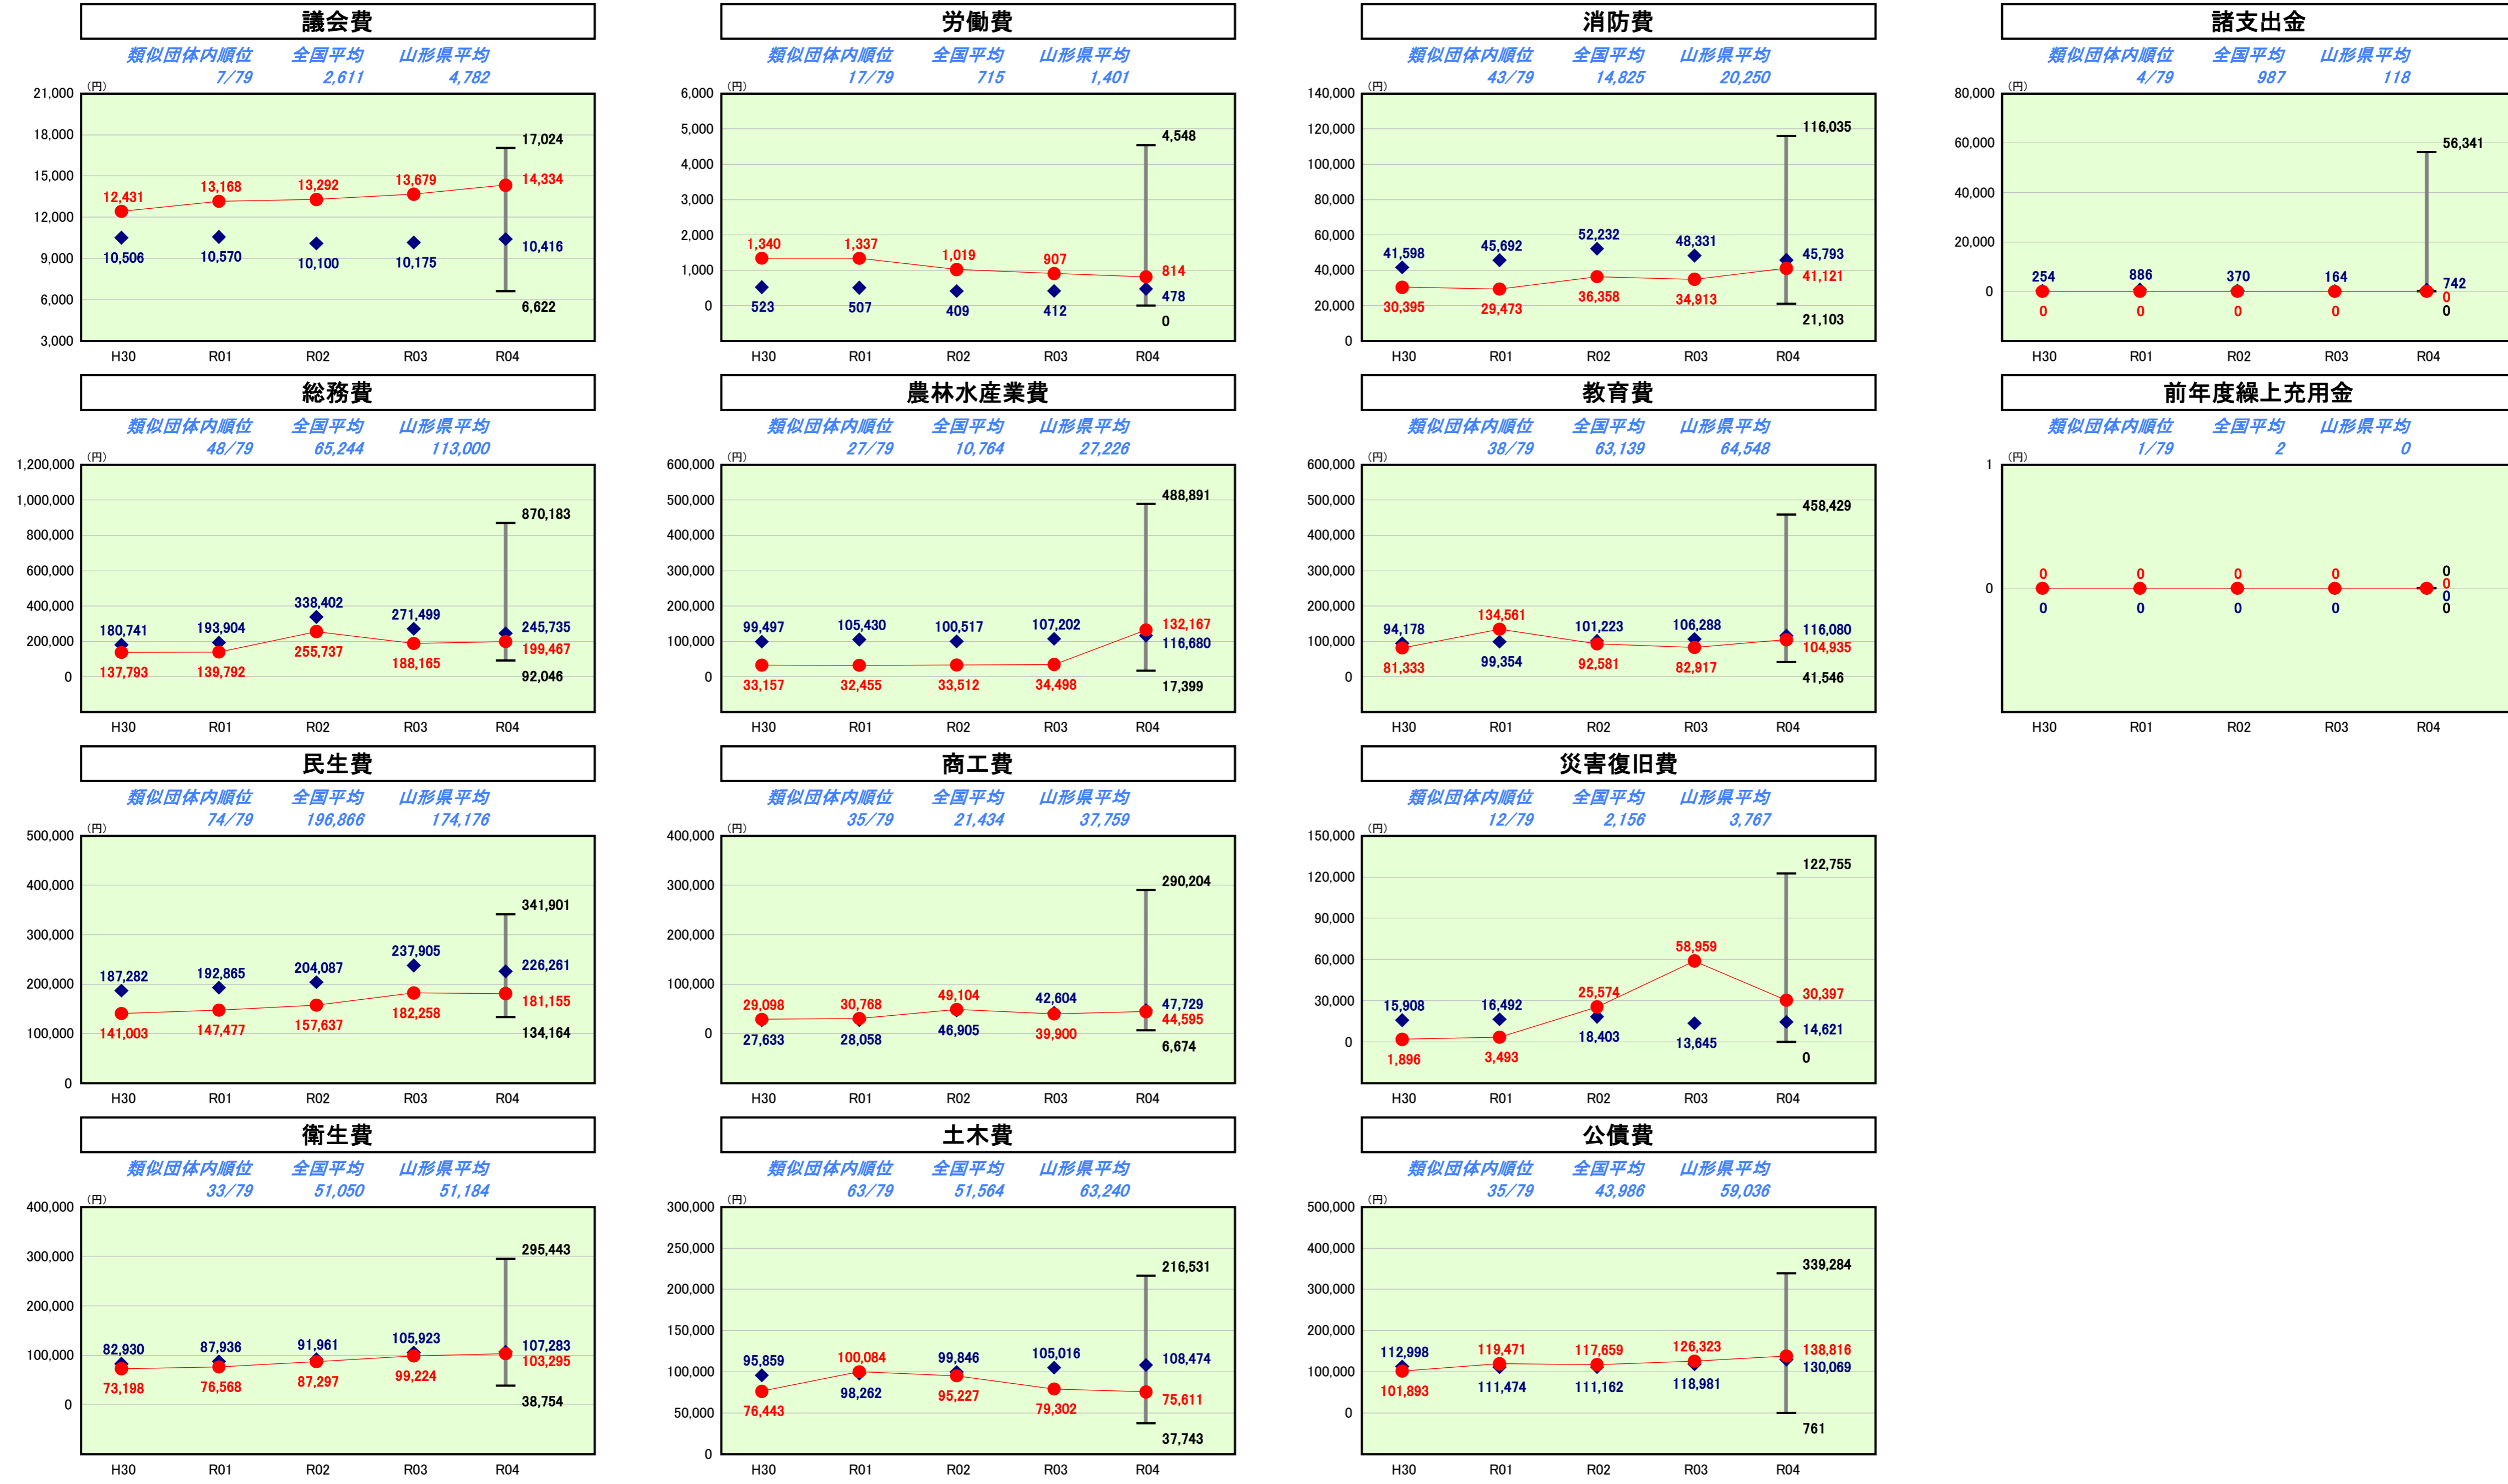 議会費
類似団体内順位 全国平均 山形県平均
7/79 2,611 4,782
(円)
21,000
18,000
15,000
12,000
9,000
6,000
3,000
17,024
12,431 13,168 13,292 13,679 14,334
10,506 10,570 10,100 10,175 10,416
6,622
H30 R01 R02 R03 R04
労働費
類似団体内順位 全国平均 山形県平均
17/79 715 1,401
(円)
6,000
5,000
4,000
3,000
2,000
1,000
0
4,548
1,340 1,337 1,019 907 814
523 507 409 412 478
0
H30 R01 R02 R03 R04
消防費
類似団体内順位 全国平均 山形県平均
43/79 14,825 20,250
(円)
140,000
120,000
100,000
80,000
60,000
40,000
20,000
0
116,035
41,598 45,692 52,232 48,331 45,793
30,395 29,473 36,358 34,913 41,121
21,103
H30 R01 R02 R03 R04
諸支出金
類似団体内順位 全国平均 山形県平均
4/79 987 118
(円)
80,000
60,000
40,000
20,000
0
56,341
254 886 370 164 742
0 0 0 0 0
0
H30 R01 R02 R03 R04
総務費
類似団体内順位 全国平均 山形県平均
48/79 65,244 113,000
(円)
1,200,000
1,000,000
800,000
600,000
400,000
200,000
0
870,183
180,741 193,904 338,402 271,499 245,735
137,793 139,792 255,737 188,165 199,467
92,046
H30 R01 R02 R03 R04
農林水産業費
類似団体内順位 全国平均 山形県平均
27/79 10,764 27,226
(円)
600,000
500,000
400,000
300,000
200,000
100,000
0
488,891
99,497 105,430 100,517 107,202 132,167
33,157 32,455 33,512 34,498 116,680
17,399
H30 R01 R02 R03 R04
教育費
類似団体内順位 全国平均 山形県平均
38/79 63,139 64,548
(円)
600,000
500,000
400,000
300,000
200,000
100,000
0
458,429
94,178 134,561 101,223 106,288 116,080
81,333 99,354 92,581 82,917 104,935
41,546
H30 R01 R02 R03 R04
前年度繰上充用金
類似団体内順位 全国平均 山形県平均
1/79 2 0
(円)
1
0
0
0 0 0 0 0
0 0 0 0 0
0
H30 R01 R02 R03 R04
民生費
類似団体内順位 全国平均 山形県平均
74/79 196,866 174,176
(円)
500,000
400,000
300,000
200,000
100,000
0
341,901
187,282 192,865 204,087 237,905 226,261
141,003 147,477 157,637 182,258 181,155
134,164
H30 R01 R02 R03 R04
商工費
類似団体内順位 全国平均 山形県平均
35/79 21,434 37,759
(円)
400,000
300,000
200,000
100,000
0
290,204
29,098 30,768 49,104 42,604 47,729
27,633 28,058 46,905 39,900 44,595
6,674
H30 R01 R02 R03 R04
災害復旧費
類似団体内順位 全国平均 山形県平均
12/79 2,156 3,767
(円)
150,000
120,000
90,000
60,000
30,000
0
122,755
15,908 16,492 25,574 58,959 30,397
1,896 3,493 18,403 13,645 14,621
0
H30 R01 R02 R03 R04
衛生費
類似団体内順位 全国平均 山形県平均
33/79 51,050 51,184
(円)
400,000
300,000
200,000
100,000
0
295,443
82,930 87,936 91,961 105,923 107,283
73,198 76,568 87,297 99,224 103,295
38,754
H30 R01 R02 R03 R04
土木費
類似団体内順位 全国平均 山形県平均
63/79 51,564 63,240
(円)
300,000
250,000
200,000
150,000
100,000
50,000
0
216,531
95,859 100,084 99,846 105,016 108,474
76,443 98,262 95,227 79,302 75,611
37,743
H30 R01 R02 R03 R04
公債費
類似団体内順位 全国平均 山形県平均
35/79 43,986 59,036
(円)
500,000
400,000
300,000
200,000
100,000
0
339,284
112,998 119,471 117,659 126,323 138,816
101,893 111,474 111,162 118,981 130,069
761
H30 R01 R02 R03 R04